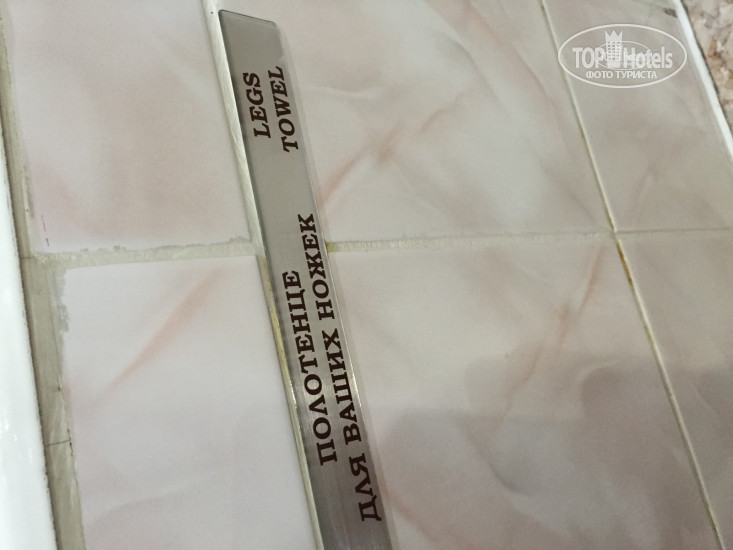 ПОЛОТЕНЦЕ
ДЛЯ ВАШИХ НОЖЕК
LEGS
TOWEL
TOP Hotels
ФОТО ТУРИСТА